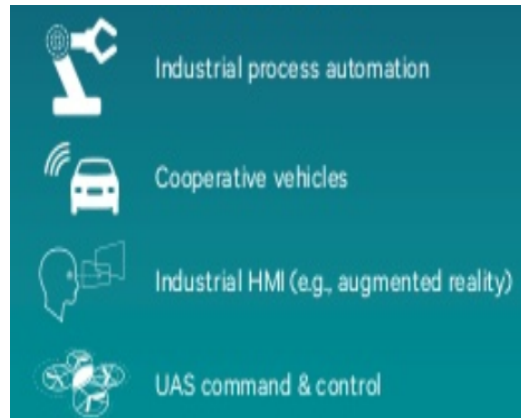 Industrial process automation
Cooperative vehicles
Industrial HMI (e.g., augmented reality)
UAS command & control